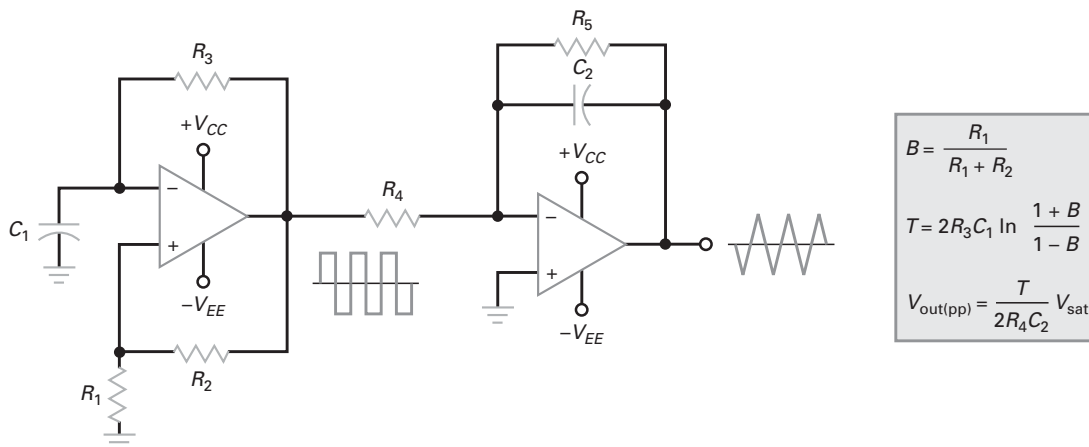 R5
R3
C2
+VCC
+VCC
R4
−
−
C1
+
+
−VEE
−VEE
R2
R1
B = R1 / (R1 + R2)
T = 2R3C1 ln (1 + B) / (1 − B)
Vout(pp) = T / (2R4C2) Vsat